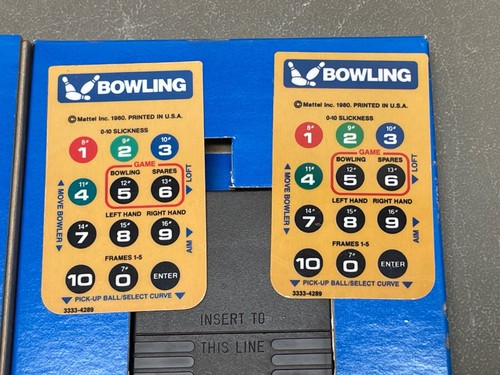 BOWLING
© Mattel Inc. 1980. PRINTED IN U.S.A.
0-10 SLICKNESS
8# 9# 10#
1 2 3
GAME
BOWLING SPARES
11# 12# 13#
4 5 6
MOVE BOWLER
LOFT
LEFT HAND RIGHT HAND
14# 15# 16#
7 8 9
AIM
FRAMES 1-5
7#
10 0 ENTER
PICK-UP BALL/SELECT CURVE
3333-4289
BOWLING
© Mattel Inc. 1980. PRINTED IN U.S.A.
0-10 SLICKNESS
8# 9# 10#
1 2 3
GAME
BOWLING SPARES
11# 12# 13#
4 5 6
MOVE BOWLER
LOFT
LEFT HAND RIGHT HAND
14# 15# 16#
7 8 9
AIM
FRAMES 1-5
7#
10 0 ENTER
PICK-UP BALL/SELECT CURVE
3333-4289
INSERT TO
THIS LINE